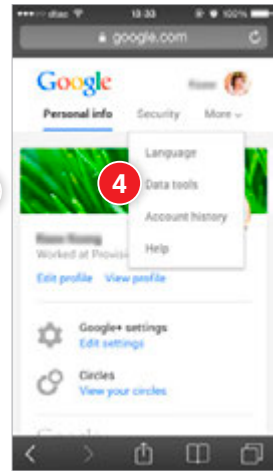 dtac 13:33 100%
google.com
Google
Personal info Security More
Language
4 Data tools
Account history
Help
Worked at
Edit profile View profile
Google+ settings
Edit settings
Circles
View your circles